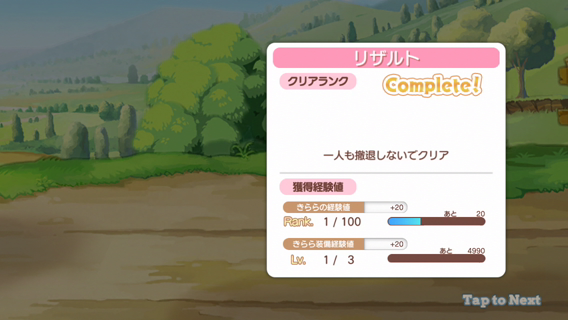 リザルト
クリアランク
Complete!
一人も撤退しないでクリア
獲得経験値
きららの経験値 +20
Rank. 1 / 100 あと 20
きらら装備経験値 +20
Lv. 1 / 3 あと 4990
Tap to Next